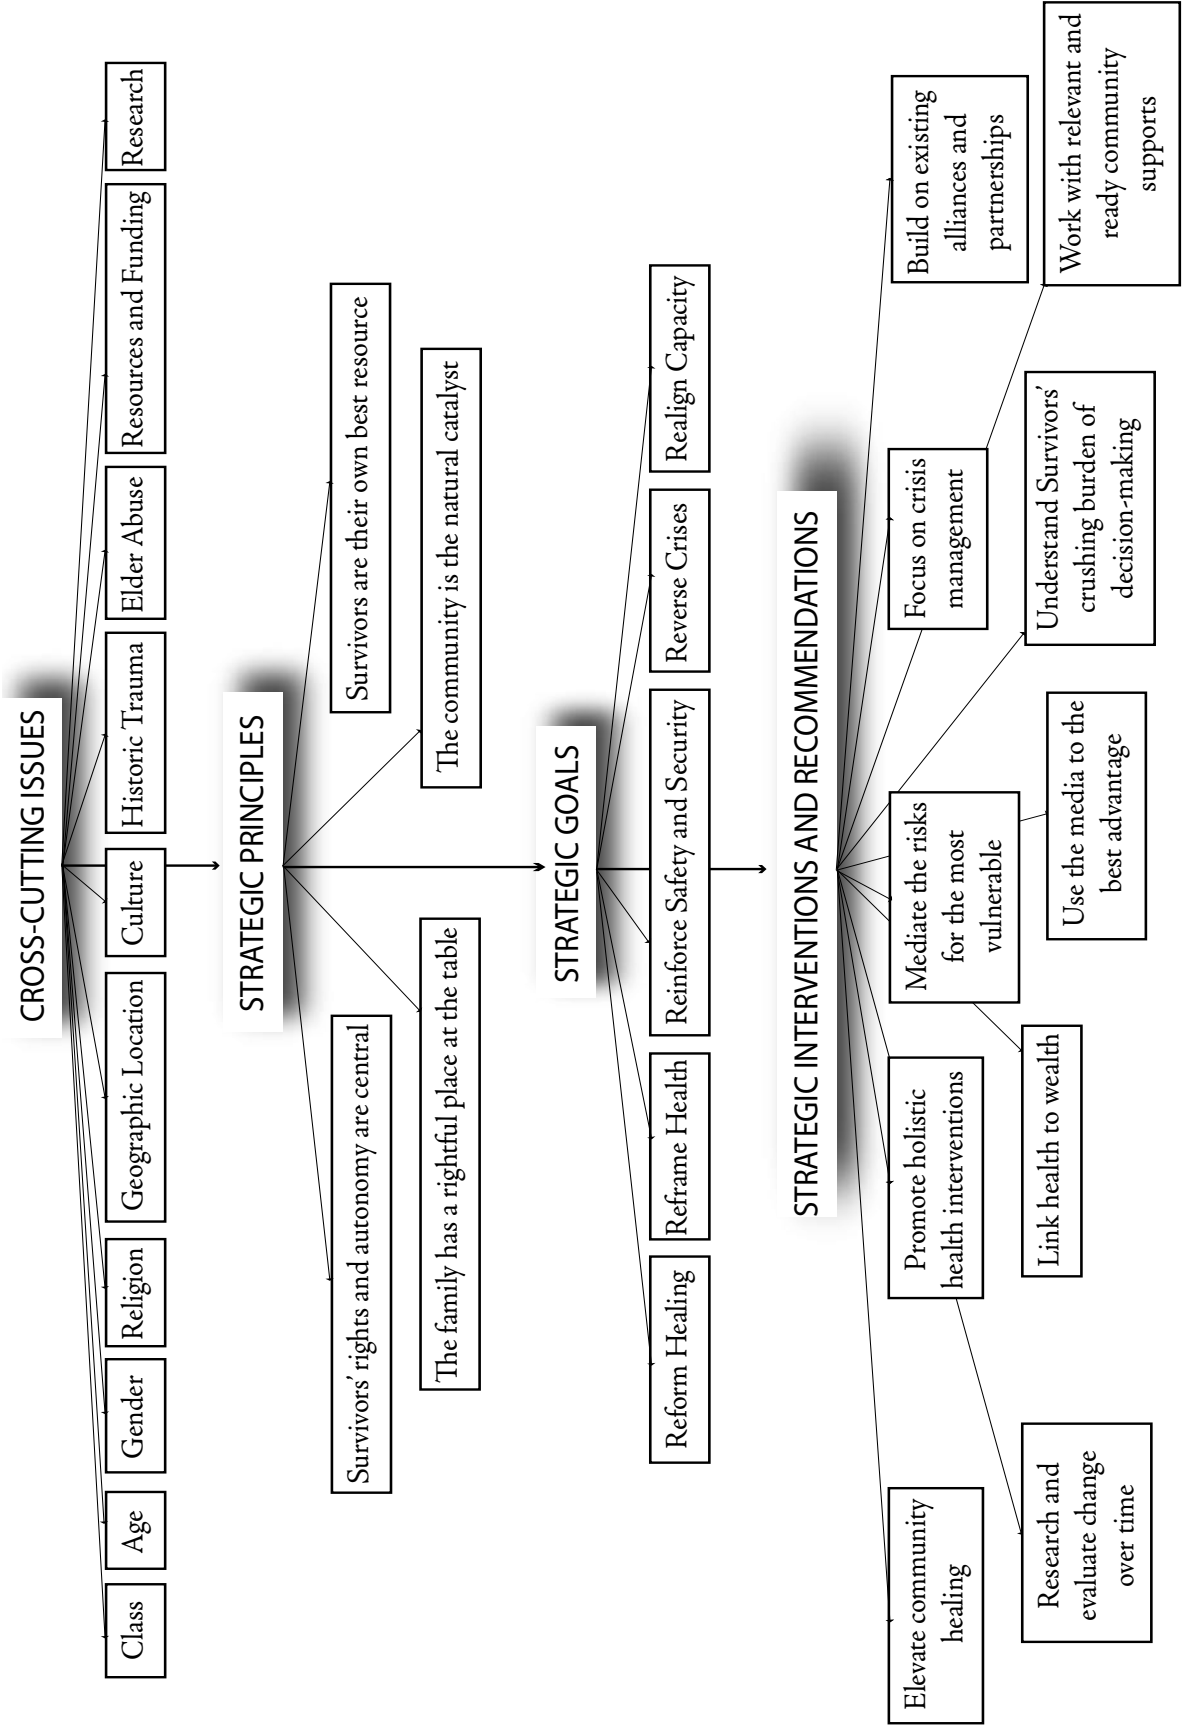 CROSS-CUTTING ISSUES
Class
Age
Gender
Religion
Geographic Location
Culture
Historic Trauma
Elder Abuse
Resources and Funding
Research
STRATEGIC PRINCIPLES
Survivors' rights and autonomy are central
Survivors are their own best resource
The family has a rightful place at the table
The community is the natural catalyst
STRATEGIC GOALS
Reform Healing
Reframe Health
Reinforce Safety and Security
Reverse Crises
Realign Capacity
STRATEGIC INTERVENTIONS AND RECOMMENDATIONS
Elevate community
healing
Promote holistic
health interventions
Mediate the risks
for the most
vulnerable
Focus on crisis
management
Build on existing
alliances and
partnerships
Research and
evaluate change
over time
Link health to wealth
Use the media to the
best advantage
Understand Survivors'
crushing burden of
decision-making
Work with relevant and
ready community
supports